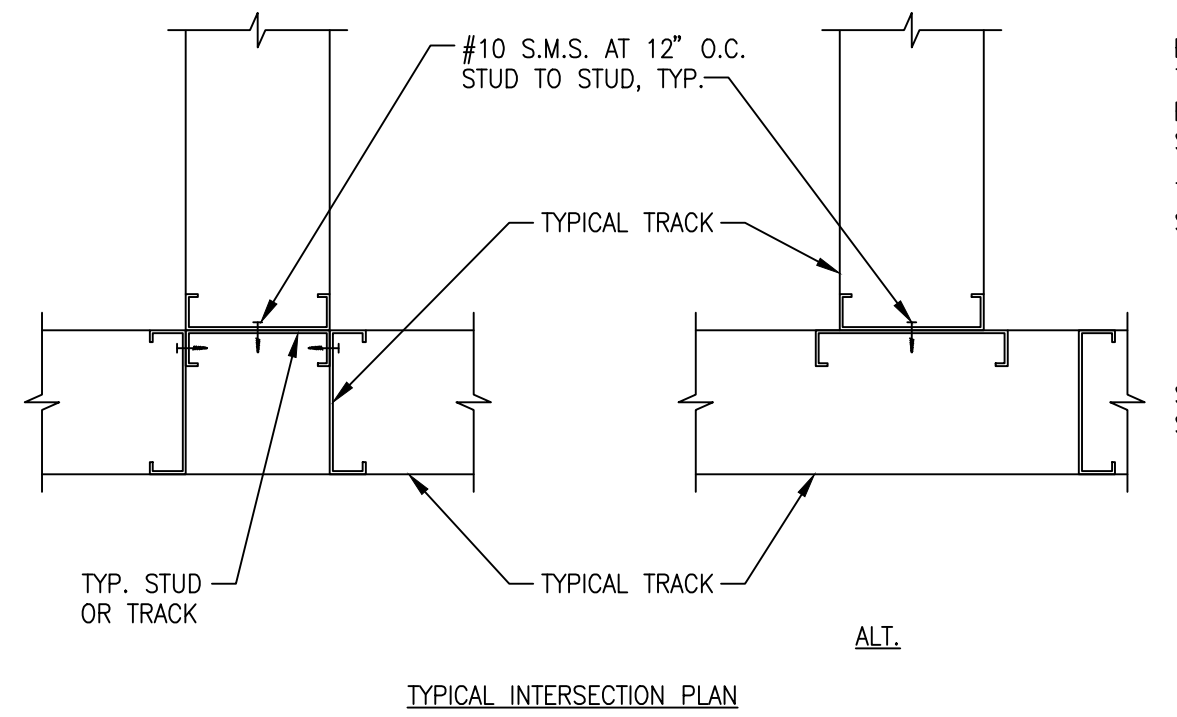 #10 S.M.S. AT 12" O.C.
STUD TO STUD, TYP.
TYPICAL TRACK
TYP. STUD
OR TRACK
TYPICAL TRACK
ALT.
TYPICAL INTERSECTION PLAN